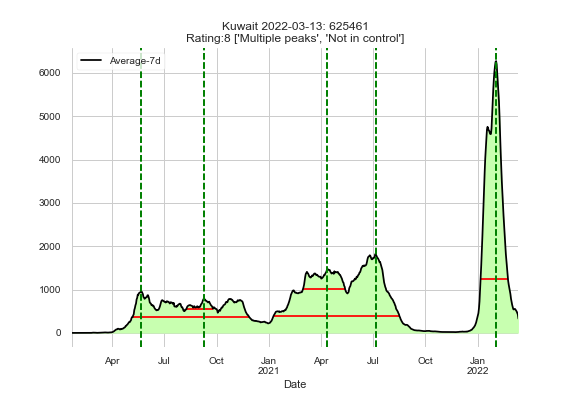 Kuwait 2022-03-13: 625461
Rating:8 ['Multiple peaks', 'Not in control']
Average-7d
6000
5000
4000
3000
2000
1000
0
Apr Jul Oct Jan Apr Jul Oct Jan
2021 2022
Date